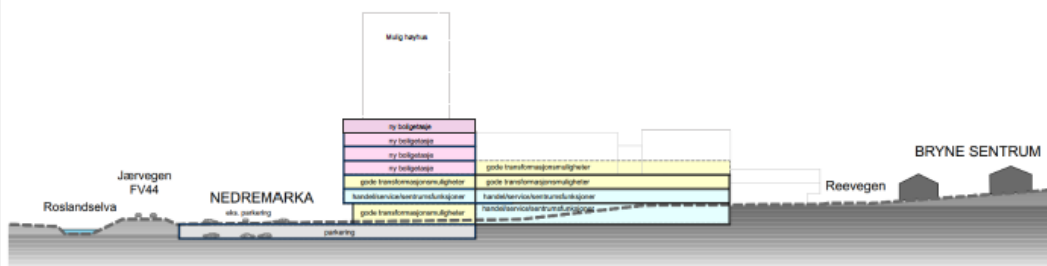 Mulig høyhus
ny boligetasje
ny boligetasje
ny boligetasje
ny boligetasje
gode transformasjonsmuligheter
gode transformasjonsmuligheter
gode transformasjonsmuligheter
handel/service/sentrumsfunksjoner
handel/service/sentrumsfunksjoner
gode transformasjonsmuligheter
handel/service/sentrumsfunksjoner
parkering
Jærvegen
FV44
Roslandselva
NEDREMARKA
eks. parkering
BRYNE SENTRUM
Reevegen